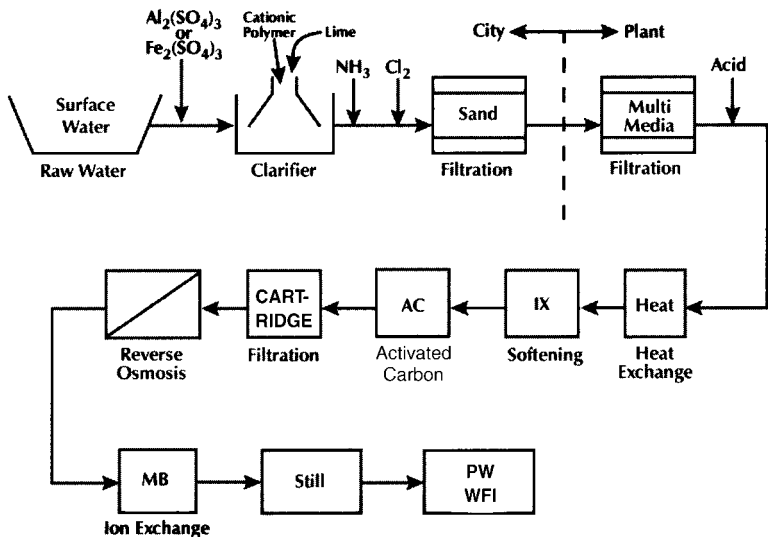 Al₂(SO₄)₃
or
Fe₂(SO₄)₃
Cationic
Polymer
Lime
NH₃
Cl₂
City
Plant
Acid
Surface
Water
Raw Water
Clarifier
Sand
Filtration
Multi
Media
Filtration
Reverse
Osmosis
CART-
RIDGE
Filtration
AC
Activated
Carbon
IX
Softening
Heat
Heat
Exchange
MB
Ion Exchange
Still
PW
WFI